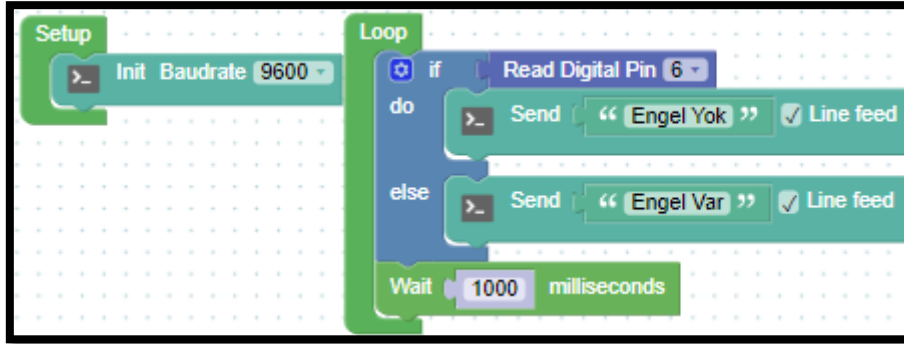 Setup
>_ Init Baudrate 9600
Loop
if Read Digital Pin 6
do >_ Send “ Engel Yok ” Line feed
else >_ Send “ Engel Var ” Line feed
Wait 1000 milliseconds